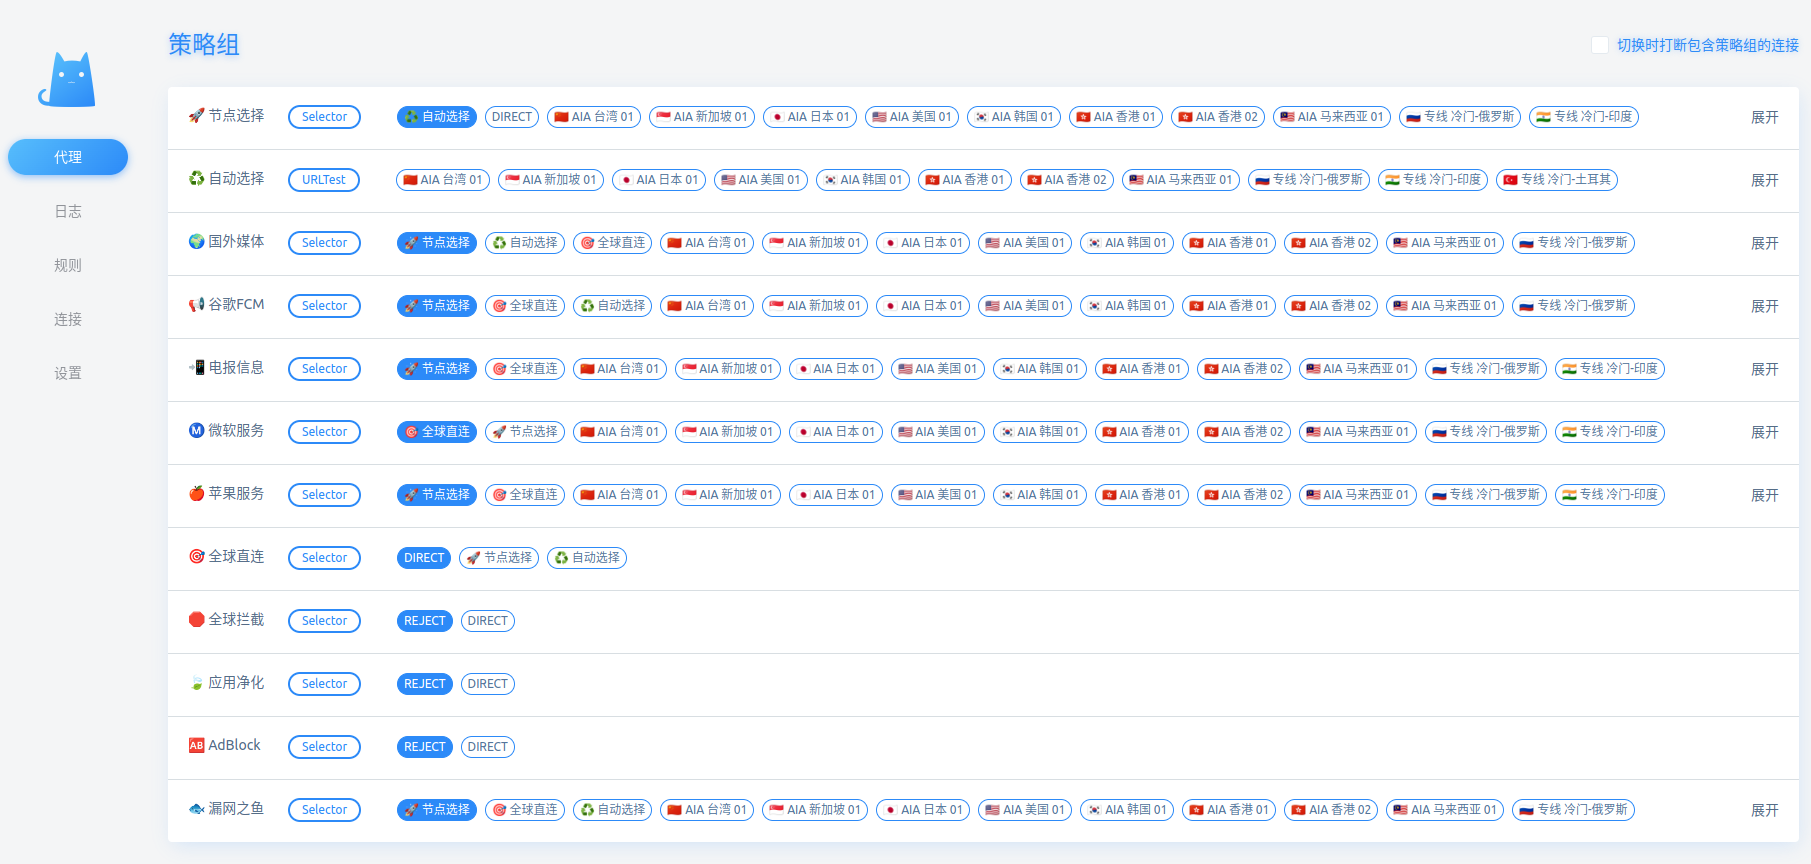 策略组
切换时打断包含策略组的连接
代理
日志
规则
连接
设置
🚀 节点选择 Selector ♻️ 自动选择 DIRECT 🇨🇳 AIA 台湾 01 🇸🇬 AIA 新加坡 01 🇯🇵 AIA 日本 01 🇺🇸 AIA 美国 01 🇰🇷 AIA 韩国 01 🇭🇰 AIA 香港 01 🇭🇰 AIA 香港 02 🇲🇾 AIA 马来西亚 01 🇷🇺 专线 冷门-俄罗斯 🇮🇳 专线 冷门-印度 展开
♻️ 自动选择 URLTest 🇨🇳 AIA 台湾 01 🇸🇬 AIA 新加坡 01 🇯🇵 AIA 日本 01 🇺🇸 AIA 美国 01 🇰🇷 AIA 韩国 01 🇭🇰 AIA 香港 01 🇭🇰 AIA 香港 02 🇲🇾 AIA 马来西亚 01 🇷🇺 专线 冷门-俄罗斯 🇮🇳 专线 冷门-印度 🇹🇷 专线 冷门-土耳其 展开
🌍 国外媒体 Selector 🚀 节点选择 ♻️ 自动选择 🎯 全球直连 🇨🇳 AIA 台湾 01 🇸🇬 AIA 新加坡 01 🇯🇵 AIA 日本 01 🇺🇸 AIA 美国 01 🇰🇷 AIA 韩国 01 🇭🇰 AIA 香港 01 🇭🇰 AIA 香港 02 🇲🇾 AIA 马来西亚 01 🇷🇺 专线 冷门-俄罗斯 展开
📢 谷歌FCM Selector 🚀 节点选择 🎯 全球直连 ♻️ 自动选择 🇨🇳 AIA 台湾 01 🇸🇬 AIA 新加坡 01 🇯🇵 AIA 日本 01 🇺🇸 AIA 美国 01 🇰🇷 AIA 韩国 01 🇭🇰 AIA 香港 01 🇭🇰 AIA 香港 02 🇲🇾 AIA 马来西亚 01 🇷🇺 专线 冷门-俄罗斯 展开
📲 电报信息 Selector 🚀 节点选择 🎯 全球直连 🇨🇳 AIA 台湾 01 🇸🇬 AIA 新加坡 01 🇯🇵 AIA 日本 01 🇺🇸 AIA 美国 01 🇰🇷 AIA 韩国 01 🇭🇰 AIA 香港 01 🇭🇰 AIA 香港 02 🇲🇾 AIA 马来西亚 01 🇷🇺 专线 冷门-俄罗斯 🇮🇳 专线 冷门-印度 展开
Ⓜ️ 微软服务 Selector 🎯 全球直连 🚀 节点选择 🇨🇳 AIA 台湾 01 🇸🇬 AIA 新加坡 01 🇯🇵 AIA 日本 01 🇺🇸 AIA 美国 01 🇰🇷 AIA 韩国 01 🇭🇰 AIA 香港 01 🇭🇰 AIA 香港 02 🇲🇾 AIA 马来西亚 01 🇷🇺 专线 冷门-俄罗斯 🇮🇳 专线 冷门-印度 展开
🍎 苹果服务 Selector 🚀 节点选择 🎯 全球直连 🇨🇳 AIA 台湾 01 🇸🇬 AIA 新加坡 01 🇯🇵 AIA 日本 01 🇺🇸 AIA 美国 01 🇰🇷 AIA 韩国 01 🇭🇰 AIA 香港 01 🇭🇰 AIA 香港 02 🇲🇾 AIA 马来西亚 01 🇷🇺 专线 冷门-俄罗斯 🇮🇳 专线 冷门-印度 展开
🎯 全球直连 Selector DIRECT 🚀 节点选择 ♻️ 自动选择
🛑 全球拦截 Selector REJECT DIRECT
🍃 应用净化 Selector REJECT DIRECT
🆎 AdBlock Selector REJECT DIRECT
🐟 漏网之鱼 Selector 🚀 节点选择 🎯 全球直连 ♻️ 自动选择 🇨🇳 AIA 台湾 01 🇸🇬 AIA 新加坡 01 🇯🇵 AIA 日本 01 🇺🇸 AIA 美国 01 🇰🇷 AIA 韩国 01 🇭🇰 AIA 香港 01 🇭🇰 AIA 香港 02 🇲🇾 AIA 马来西亚 01 🇷🇺 专线 冷门-俄罗斯 展开